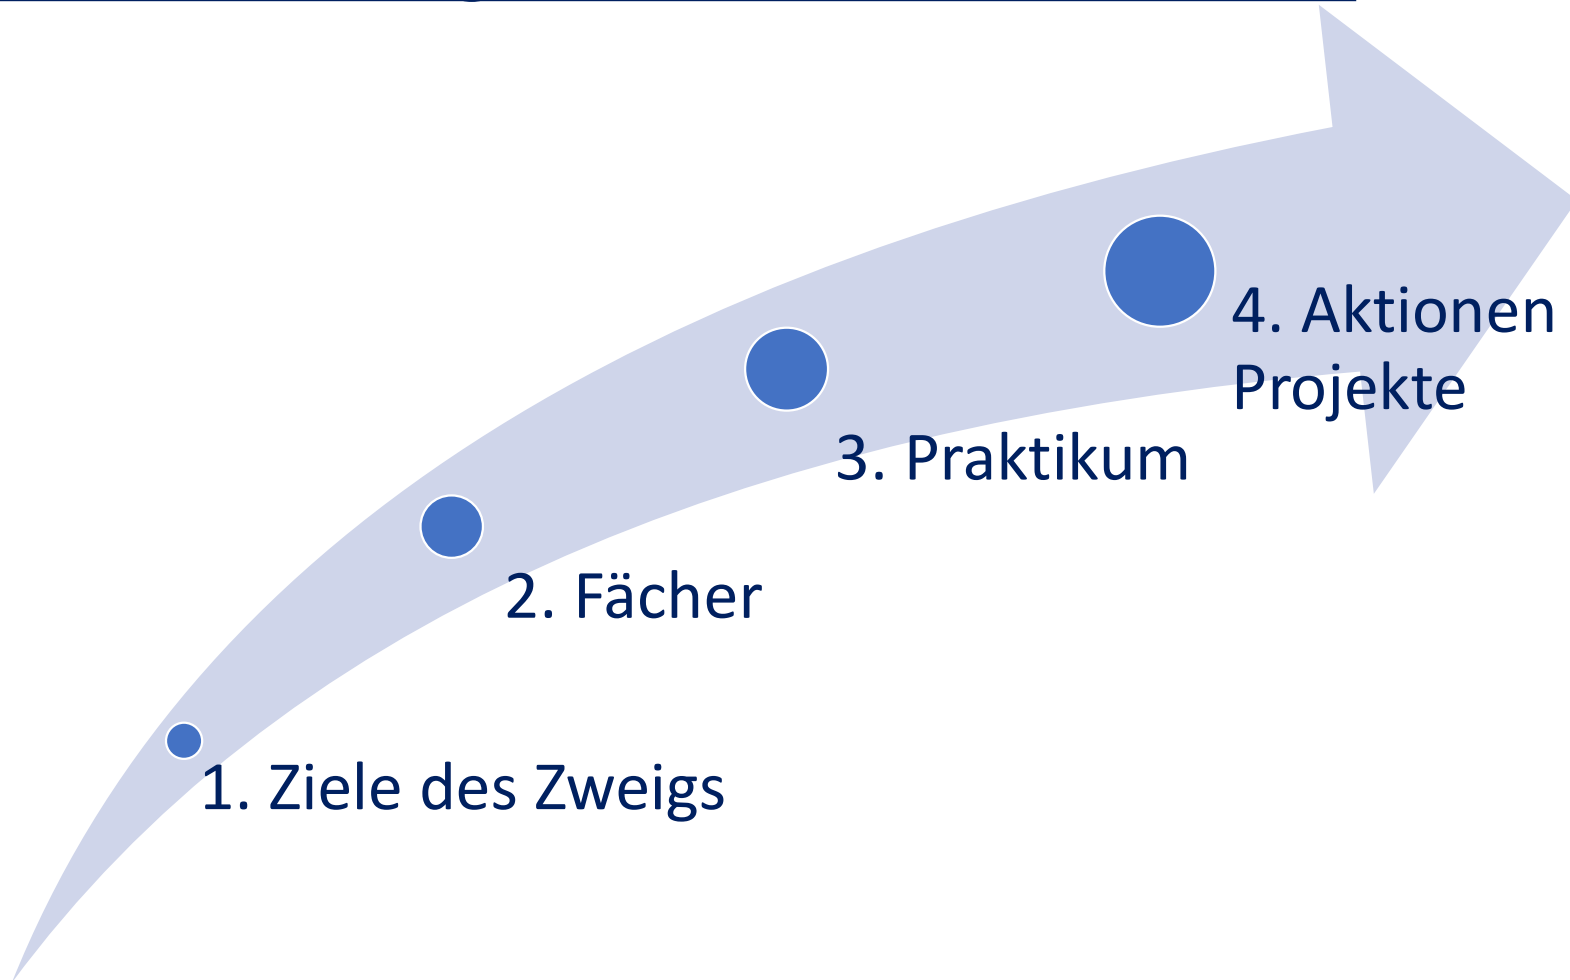 1. Ziele des Zweigs
2. Fächer
3. Praktikum
4. Aktionen
Projekte